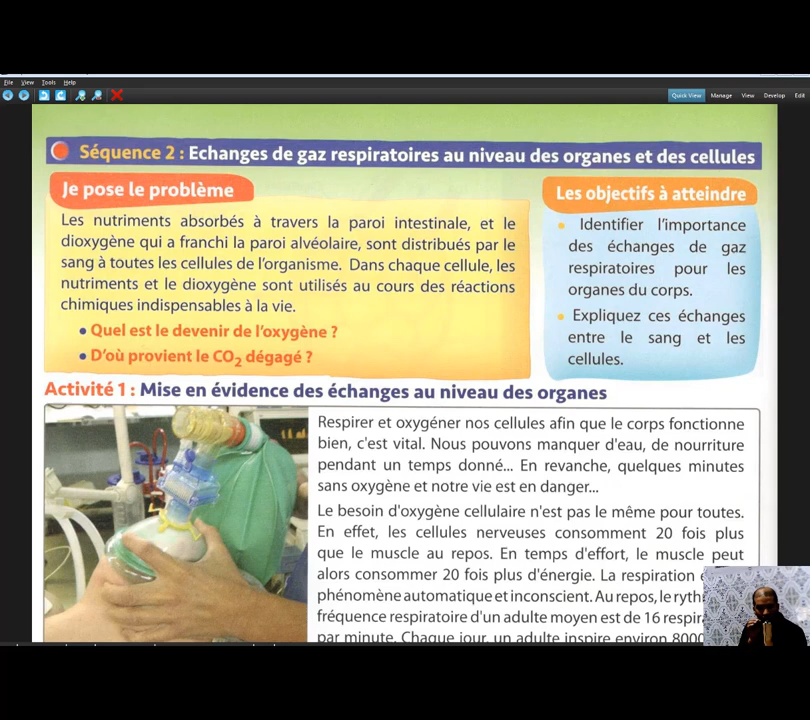 File View Tools Help
Quick View Manage View Develop Edit
Séquence 2 : Echanges de gaz respiratoires au niveau des organes et des cellules
Je pose le problème
Les nutriments absorbés à travers la paroi intestinale, et le
dioxygène qui a franchi la paroi alvéolaire, sont distribués par le
sang à toutes les cellules de l'organisme. Dans chaque cellule, les
nutriments et le dioxygène sont utilisés au cours des réactions
chimiques indispensables à la vie.
• Quel est le devenir de l'oxygène ?
• D'où provient le CO2 dégagé ?
Les objectifs à atteindre
• Identifier l'importance
des échanges de gaz
respiratoires pour les
organes du corps.
• Expliquez ces échanges
entre le sang et les
cellules.
Activité 1 : Mise en évidence des échanges au niveau des organes
Respirer et oxygéner nos cellules afin que le corps fonctionne
bien, c'est vital. Nous pouvons manquer d'eau, de nourriture
pendant un temps donné... En revanche, quelques minutes
sans oxygène et notre vie est en danger...
Le besoin d'oxygène cellulaire n'est pas le même pour toutes.
En effet, les cellules nerveuses consomment 20 fois plus
que le muscle au repos. En temps d'effort, le muscle peut
alors consommer 20 fois plus d'énergie. La respiration
phénomène automatique et inconscient. Au repos, le ryth
fréquence respiratoire d'un adulte moyen est de 16 respir
par minute. Chaque jour, un adulte inspire environ 8000